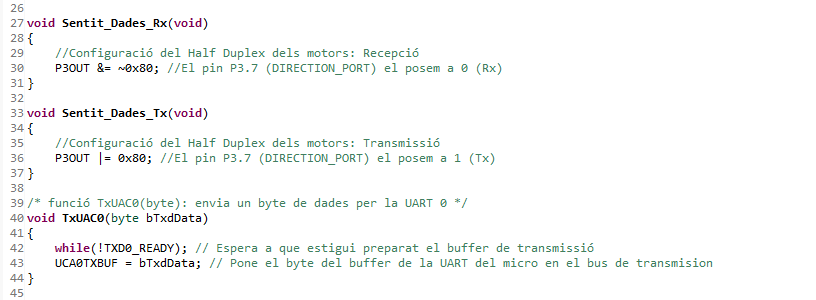 26
27 void Sentit_Dades_Rx(void)
28 {
29     //Configuració del Half Duplex dels motors: Recepció
30     P3OUT &= ~0x80; //El pin P3.7 (DIRECTION_PORT) el posem a 0 (Rx)
31 }
32
33 void Sentit_Dades_Tx(void)
34 {
35     //Configuració del Half Duplex dels motors: Transmissió
36     P3OUT |= 0x80; //El pin P3.7 (DIRECTION_PORT) el posem a 1 (Tx)
37 }
38
39 /* funció TxUAC0(byte): envia un byte de dades per la UART 0 */
40 void TxUAC0(byte bTxdData)
41 {
42     while(!TXD0_READY); // Espera a que estigui preparat el buffer de transmissió
43     UCA0TXBUF = bTxdData; // Pone el byte del buffer de la UART del micro en el bus de transmision
44 }
45